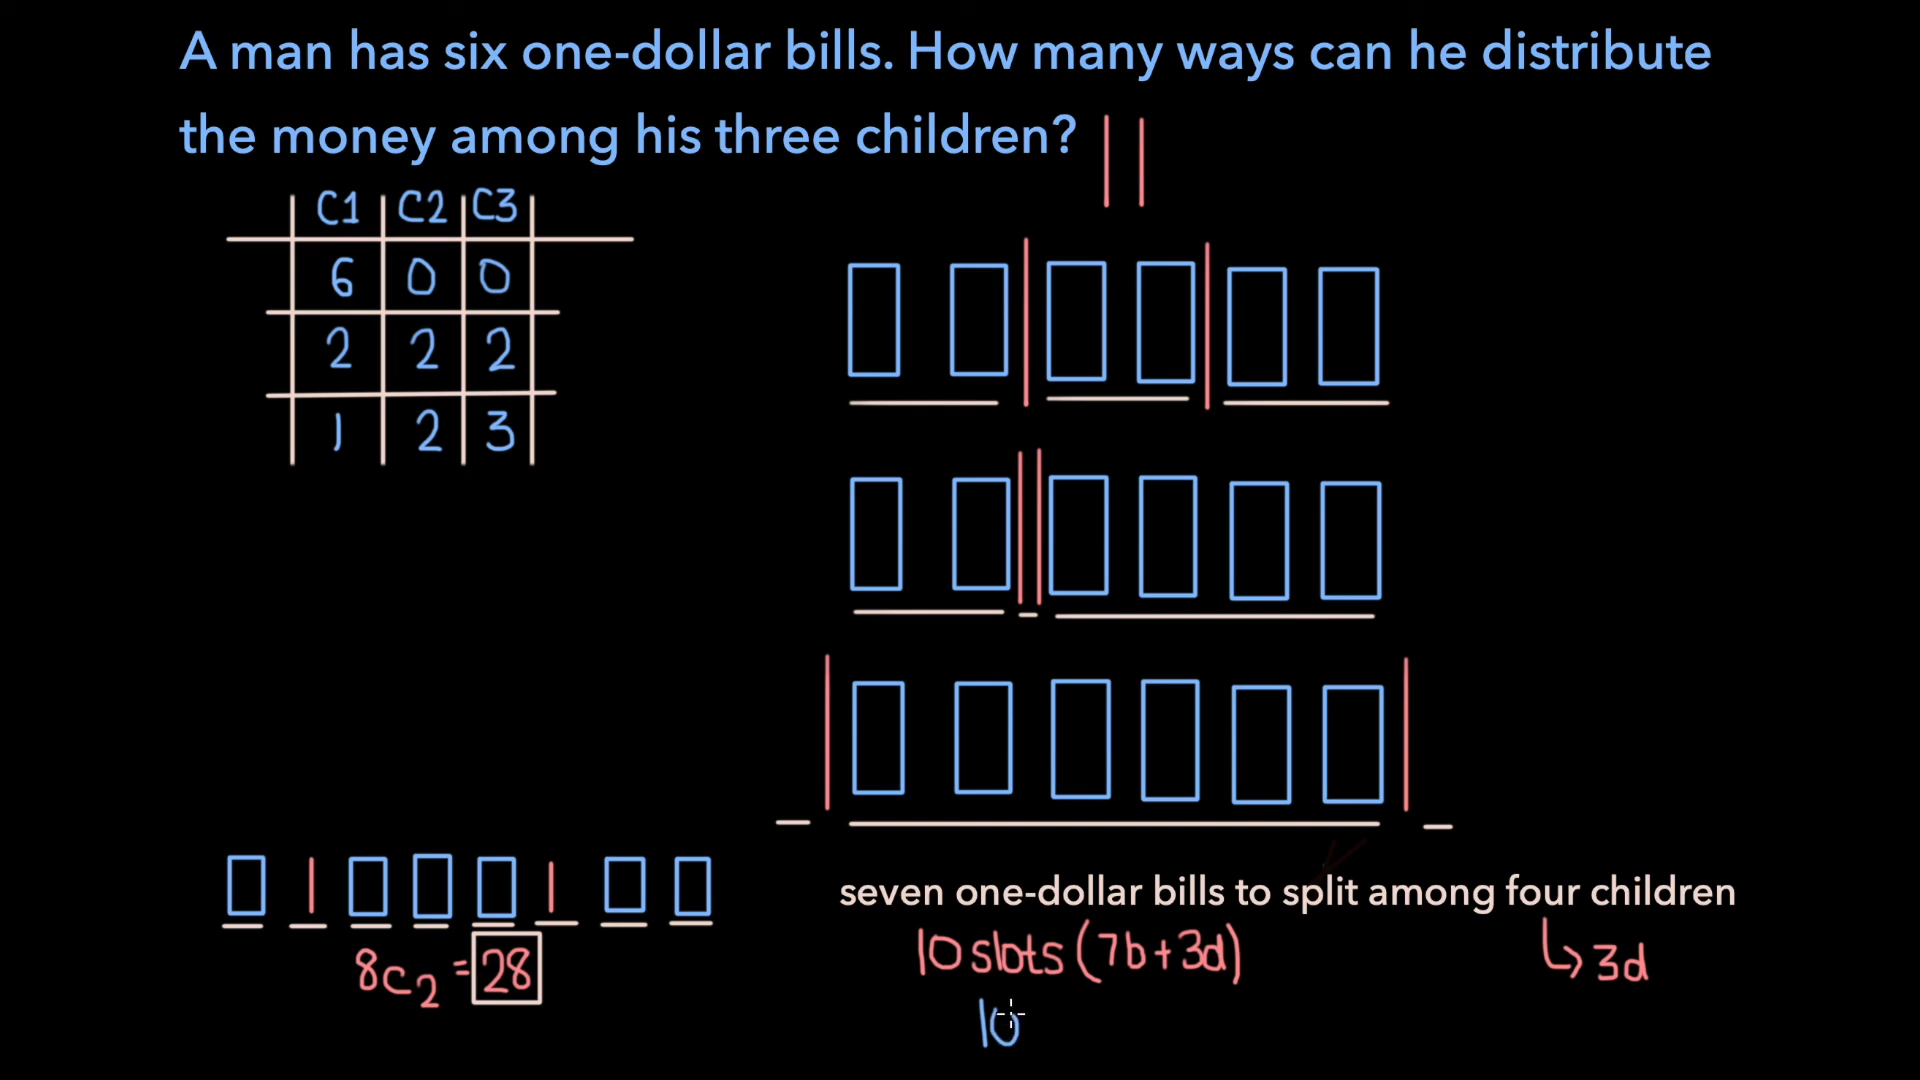 A man has six one-dollar bills. How many ways can he distribute
the money among his three children?
C1 C2 C3
6 0 0
2 2 2
1 2 3
seven one-dollar bills to split among four children
10 slots (7b+3d)
↳ 3d
8C2 = 28
10